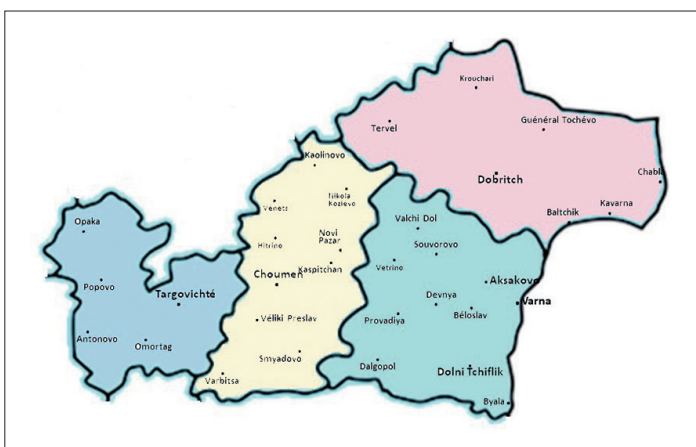 Krouchari
Tervel
Guénéral Tochévo
Dobritch
Chabla
Kavarna
Baltchik
Kaolinovo
Nikola
Kozlevo
Venets
Hitrino
Novi
Pazar
Kaspitchan
Choumen
Véliki Preslav
Smyadovo
Varbitsa
Opaka
Popovo
Targovichté
Antonovo
Omortag
Valchi Dol
Souvorovo
Vetrino
Aksakovo
Varna
Devnya
Béloslav
Provadiya
Dalgopol
Dolni Tchiflik
Byala